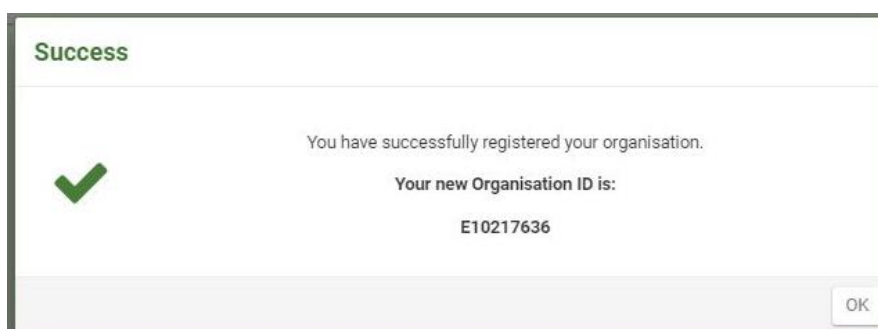 Success
You have successfully registered your organisation.
Your new Organisation ID is:
E10217636
OK